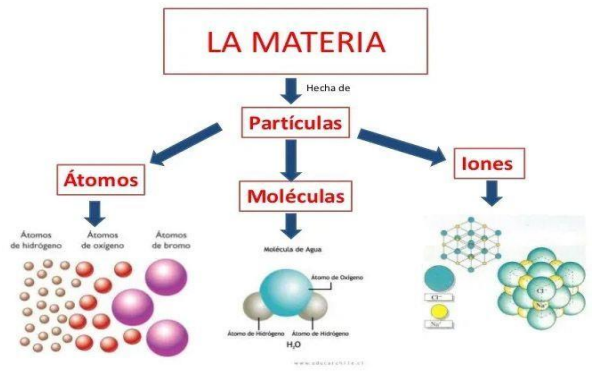 LA MATERIA
Hecha de
Partículas
Átomos
Moléculas
Iones
Átomos
de hidrógeno
Átomos
de oxígeno
Átomos
de bromo
Molécula de Agua
Átomo de Oxígeno
Átomo de Hidrógeno
Átomo de Hidrógeno
H₂O
Cl⁻
Na⁺
Cl⁻
Na⁺